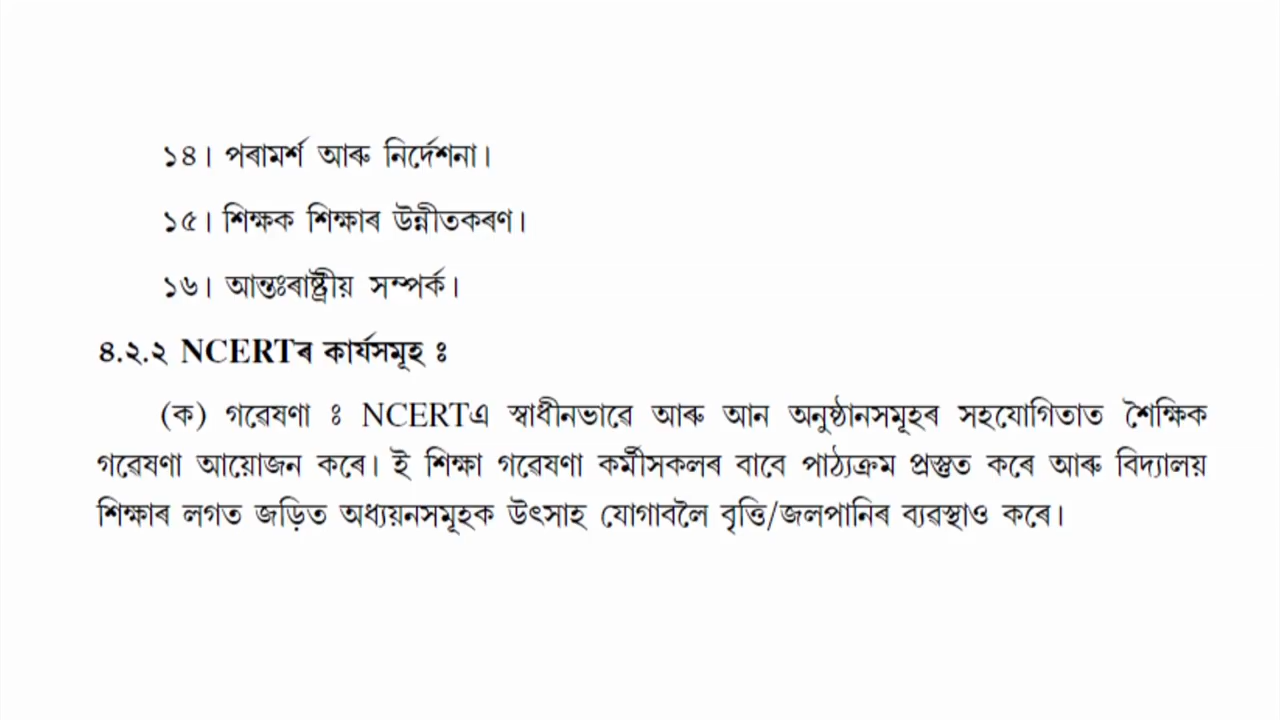 ১৪। পৰামৰ্শ আৰু নিৰ্দেশনা।
১৫। শিক্ষক শিক্ষাৰ উন্নীতকৰণ।
১৬। আন্তঃৰাষ্ট্ৰীয় সম্পৰ্ক।
৪.২.২ NCERTৰ কাৰ্যসমূহ ঃ
(ক) গৱেষণা ঃ NCERTএ স্বাধীনভাৱে আৰু আন অনুষ্ঠানসমূহৰ সহযোগিতাত শৈক্ষিক
গৱেষণা আয়োজন কৰে। ই শিক্ষা গৱেষণা কৰ্মীসকলৰ বাবে পাঠ্যক্ৰম প্ৰস্তুত কৰে আৰু বিদ্যালয়
শিক্ষাৰ লগত জড়িত অধ্যয়নসমূহক উৎসাহ যোগাবলৈ বৃত্তি/জলপানিৰ ব্যৱস্থাও কৰে।